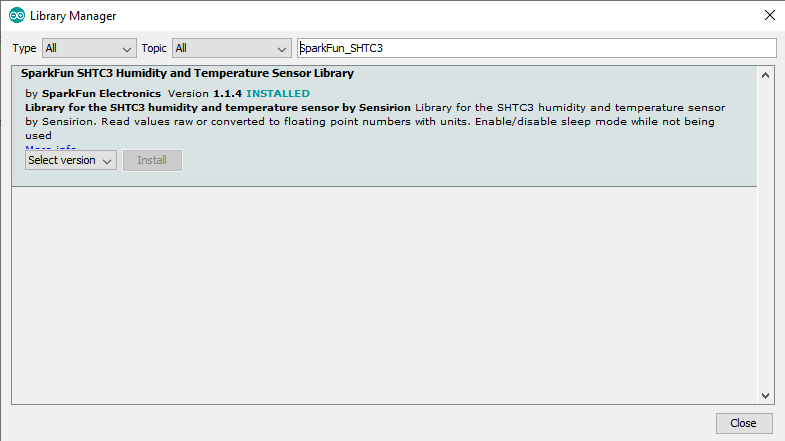 Library Manager
Type All Topic All SparkFun_SHTC3
SparkFun SHTC3 Humidity and Temperature Sensor Library
by SparkFun Electronics Version 1.1.4 INSTALLED
Library for the SHTC3 humidity and temperature sensor by Sensirion Library for the SHTC3 humidity and temperature sensor
by Sensirion. Read values raw or converted to floating point numbers with units. Enable/disable sleep mode while not being
used
More info
Select version Install
Close